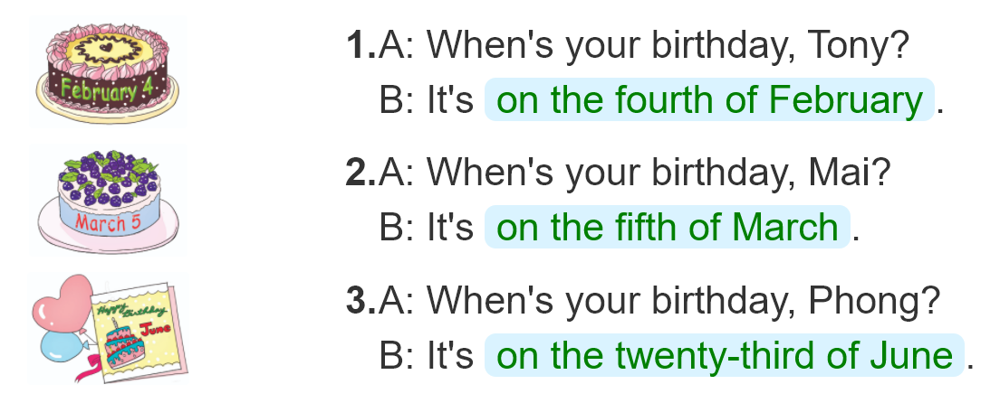 February 4
1.A: When's your birthday, Tony?
B: It's on the fourth of February.
March 5
2.A: When's your birthday, Mai?
B: It's on the fifth of March.
Happy
Birthday
June
3.A: When's your birthday, Phong?
B: It's on the twenty-third of June.